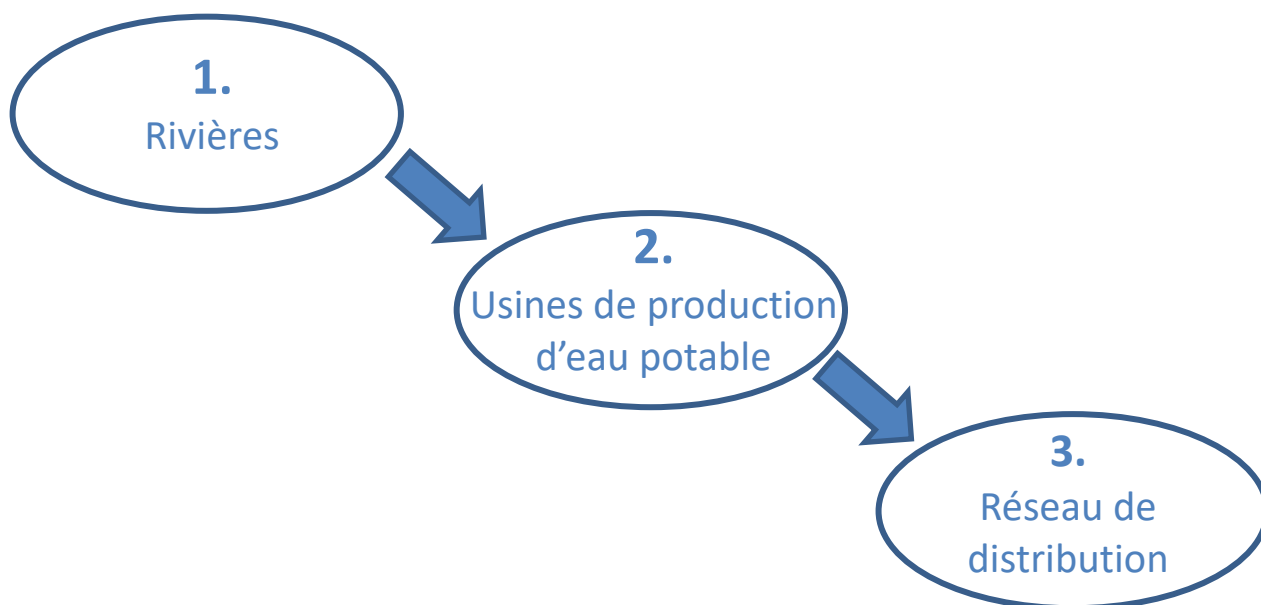 1.
Rivières
2.
Usines de production
d’eau potable
3.
Réseau de
distribution